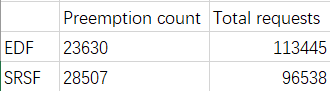 Preemption count Total requests
EDF 23630 113445
SRSF 28507 96538